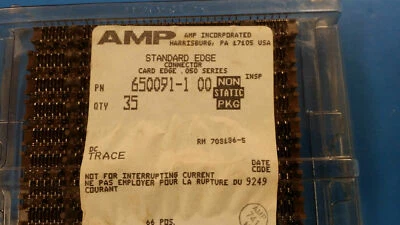 AMP AMP INCORPORATED
HARRISBURG, PA 17105 USA
STANDARD EDGE
CONNECTOR
CARD EDGE .050 SERIES
PN 650091-1 00 INSP
NON
STATIC
PKG
QTY 35
RM 708186-5
DC
TRACE
DATE
CODE
NOT FOR INTERRUPTING CURRENT
NE PAS EMPLOYER POUR LA RUPTURE DU 9249
COURANT
66 POS.
AMP